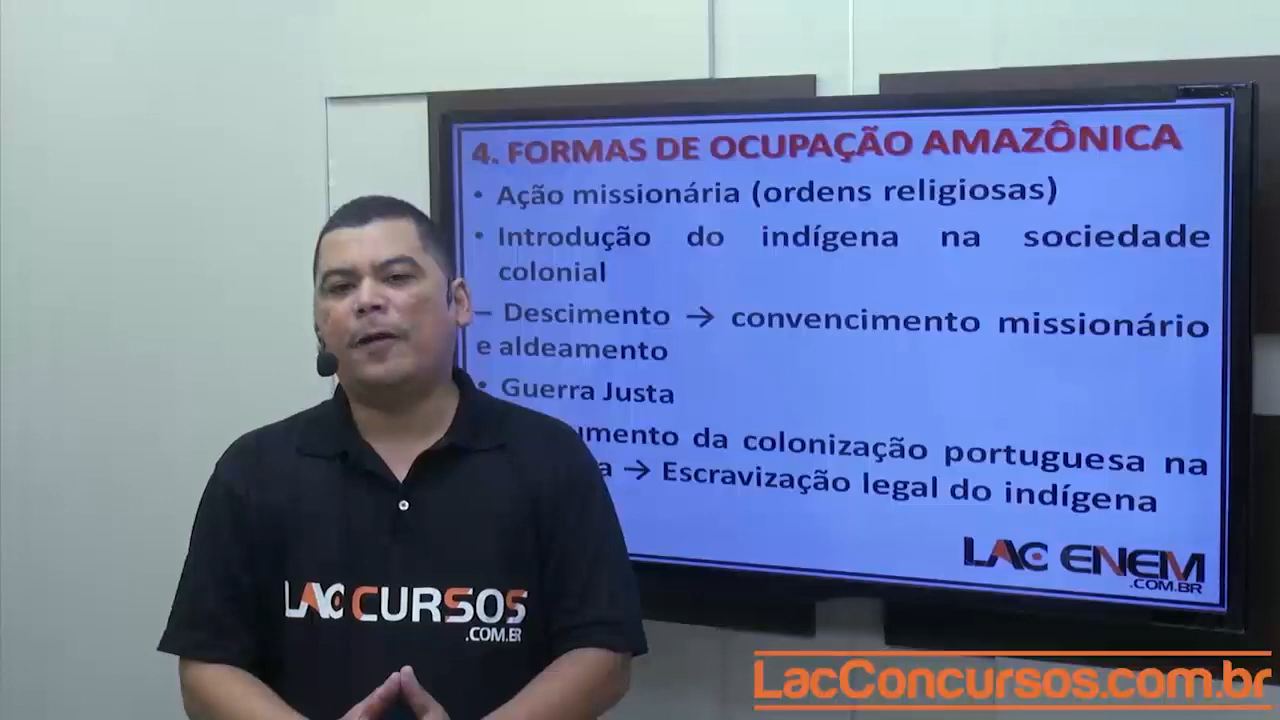 4. FORMAS DE OCUPAÇÃO AMAZÔNICA
• Ação missionária (ordens religiosas)
• Introdução do indígena na sociedade
colonial
– Descimento → convencimento missionário
e aldeamento
• Guerra Justa
umento da colonização portuguesa na
a → Escravização legal do indígena
LAC ENEM
.COM.BR
LAC CURSOS
.COM.BR
LacConcursos.com.br